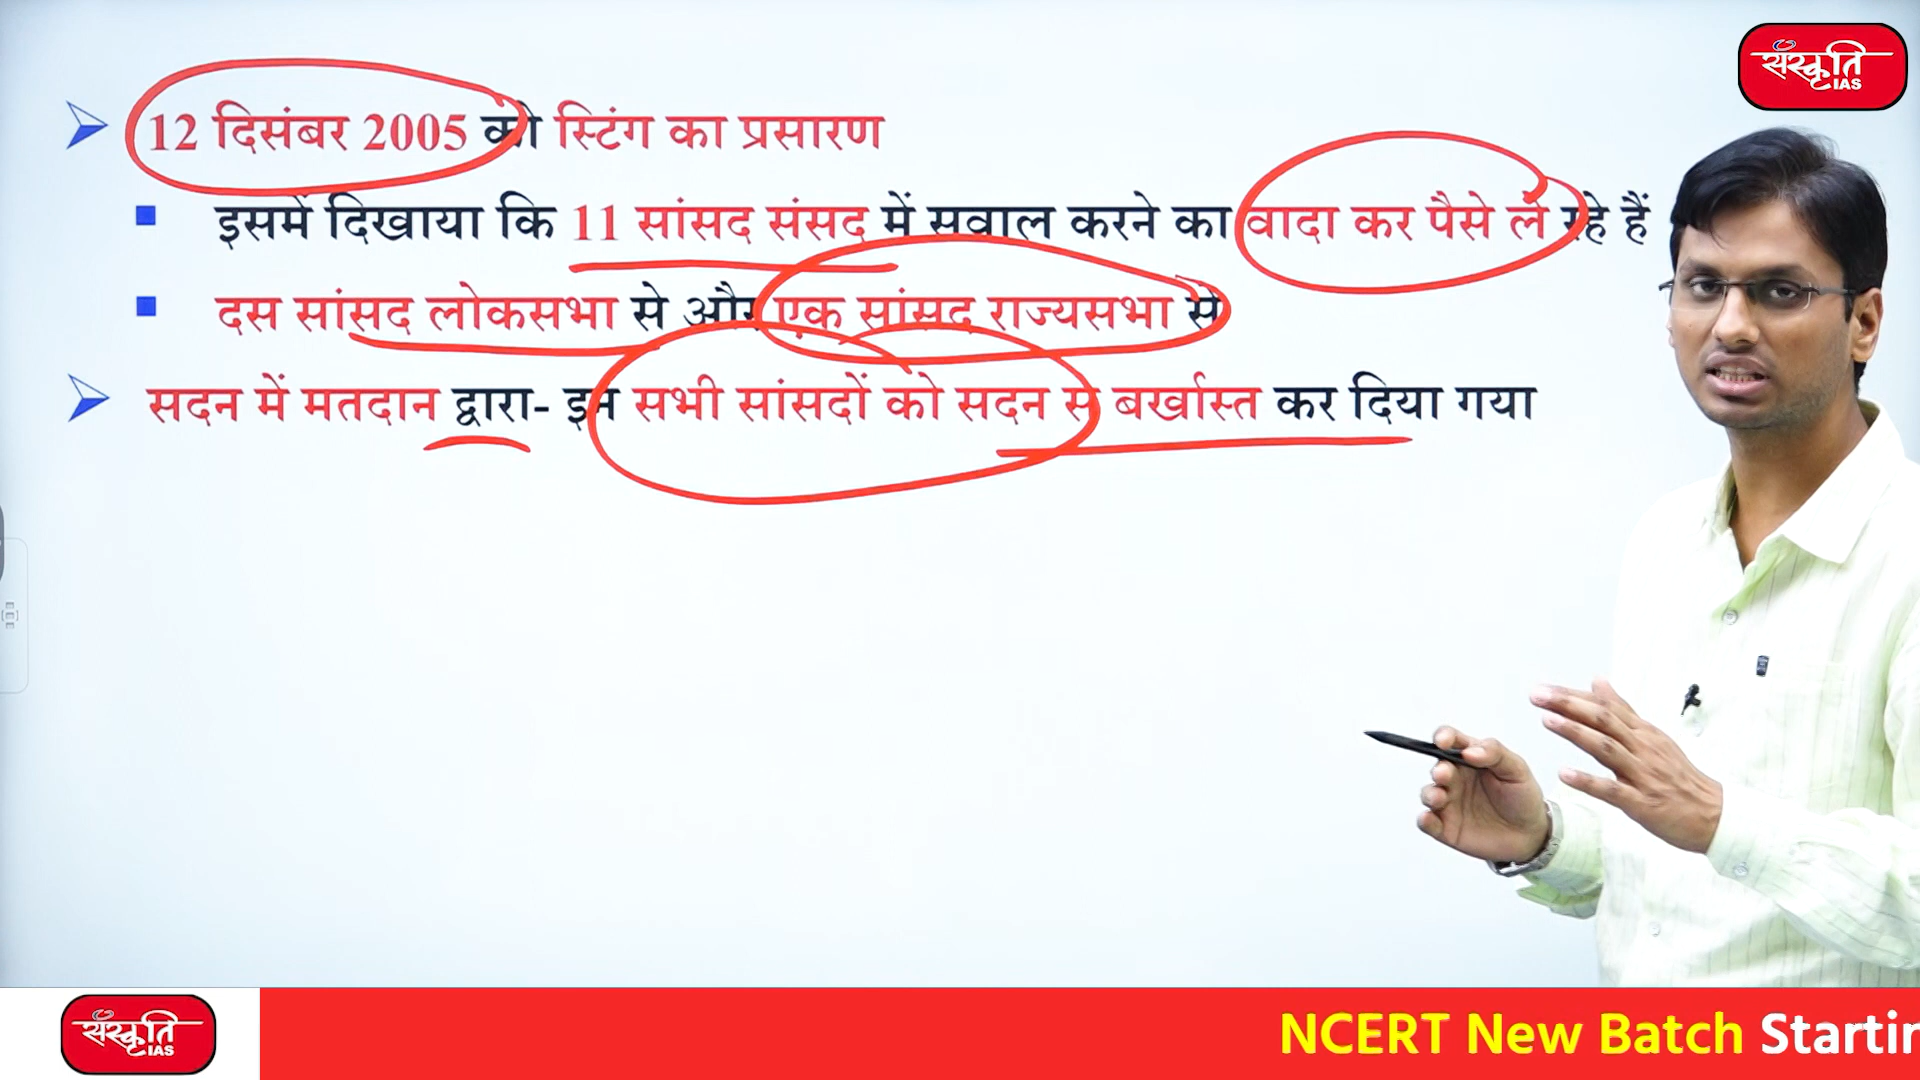 संस्कृति
IAS
12 दिसंबर 2005 को स्टिंग का प्रसारण
इसमें दिखाया कि 11 सांसद संसद में सवाल करने का वादा कर पैसे ले रहे हैं
दस सांसद लोकसभा से और एक सांसद राज्यसभा से
सदन में मतदान द्वारा- इन सभी सांसदों को सदन से बर्खास्त कर दिया गया
संस्कृति
IAS
NCERT New Batch Startin